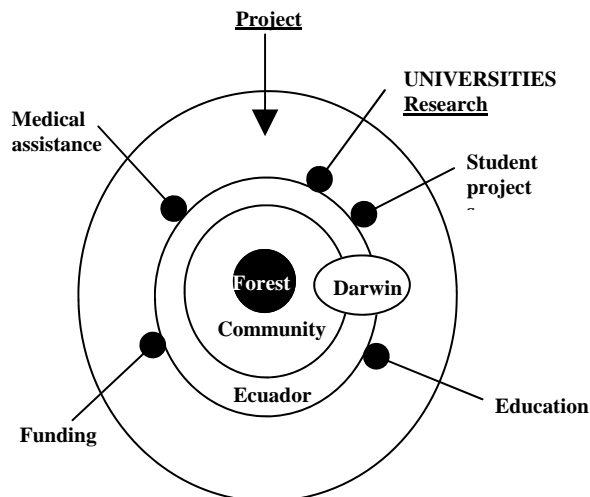 Project
UNIVERSITIES
Research
Medical
assistance
Student
project
Forest
Darwin
Community
Ecuador
Education
Funding